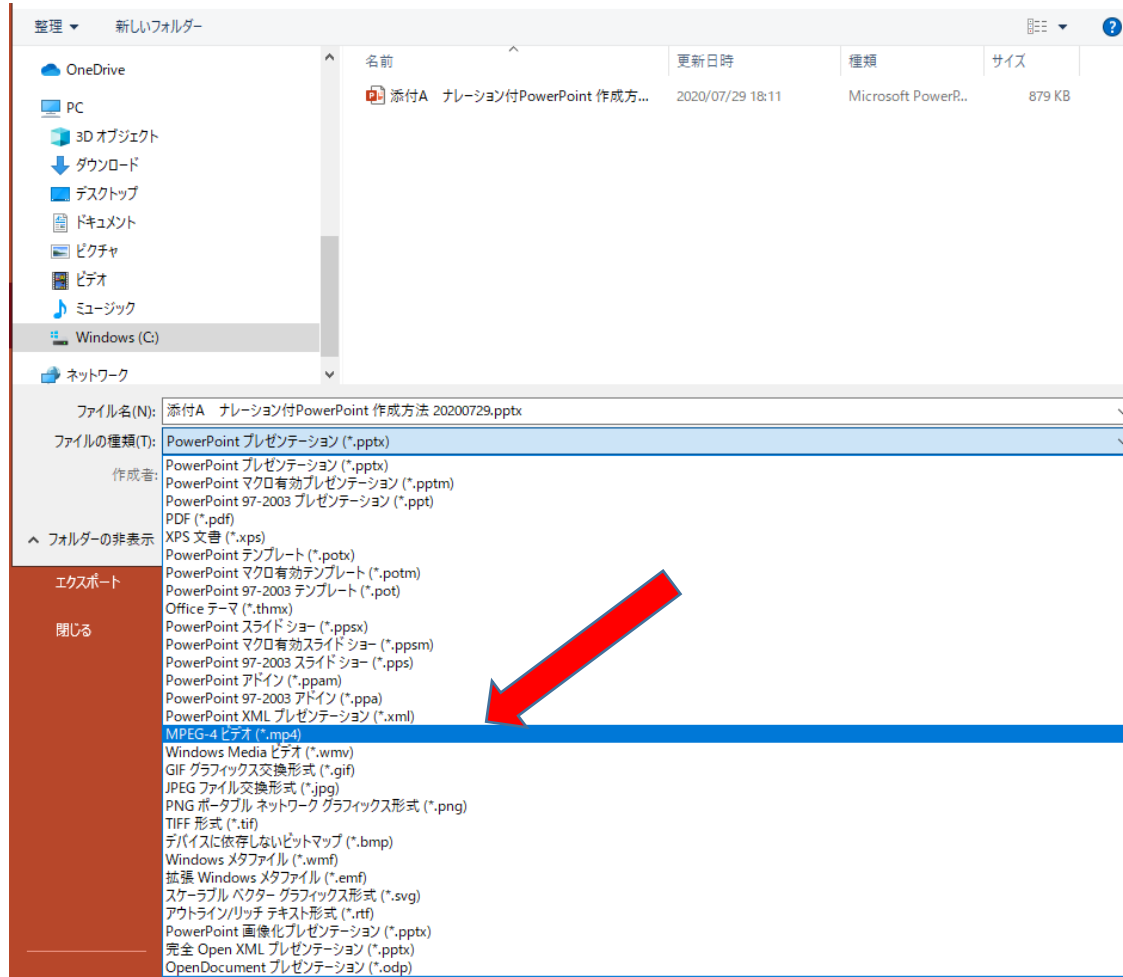 整理 新しいフォルダー
名前 更新日時 種類 サイズ
OneDrive
添付A　ナレーション付PowerPoint 作成方... 2020/07/29 18:11 Microsoft PowerP... 879 KB
PC
3D オブジェクト
ダウンロード
デスクトップ
ドキュメント
ピクチャ
ビデオ
ミュージック
Windows (C:)
ネットワーク
ファイル名(N): 添付A　ナレーション付PowerPoint 作成方法 20200729.pptx
ファイルの種類(T): PowerPoint プレゼンテーション (*.pptx)
作成者:
PowerPoint プレゼンテーション (*.pptx)
PowerPoint マクロ有効プレゼンテーション (*.pptm)
PowerPoint 97-2003 プレゼンテーション (*.ppt)
PDF (*.pdf)
フォルダーの非表示
XPS 文書 (*.xps)
PowerPoint テンプレート (*.potx)
PowerPoint マクロ有効テンプレート (*.potm)
エクスポート
PowerPoint 97-2003 テンプレート (*.pot)
Office テーマ (*.thmx)
PowerPoint スライド ショー (*.ppsx)
閉じる
PowerPoint マクロ有効スライド ショー (*.ppsm)
PowerPoint 97-2003 スライド ショー (*.pps)
PowerPoint アドイン (*.ppam)
PowerPoint 97-2003 アドイン (*.ppa)
PowerPoint XML プレゼンテーション (*.xml)
MPEG-4 ビデオ (*.mp4)
Windows Media ビデオ (*.wmv)
GIF グラフィックス交換形式 (*.gif)
JPEG ファイル交換形式 (*.jpg)
PNG ポータブル ネットワーク グラフィックス形式 (*.png)
TIFF 形式 (*.tif)
デバイスに依存しないビットマップ (*.bmp)
Windows メタファイル (*.wmf)
拡張 Windows メタファイル (*.emf)
スケーラブル ベクター グラフィックス形式 (*.svg)
アウトライン/リッチ テキスト形式 (*.rtf)
PowerPoint 画像化プレゼンテーション (*.pptx)
完全 Open XML プレゼンテーション (*.pptx)
OpenDocument プレゼンテーション (*.odp)